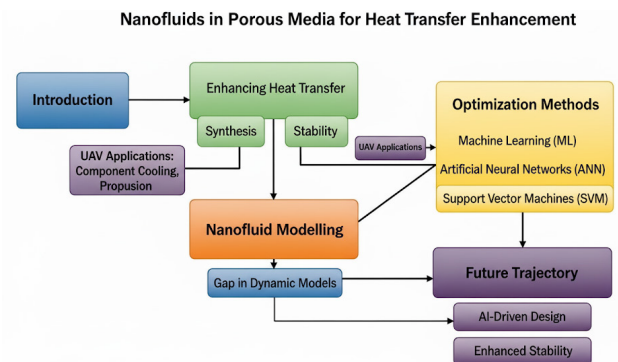 Nanofluids in Porous Media for Heat Transfer Enhancement
Introduction
Enhancing Heat Transfer
Synthesis
Stability
UAV Applications:
Component Cooling,
Propusion
UAV Applications
Optimization Methods
Machine Learning (ML)
Artificial Neural Networks (ANN)
Support Vector Machines (SVM)
Nanofluid Modelling
Gap in Dynamic Models
Future Trajectory
AI-Driven Design
Enhanced Stability